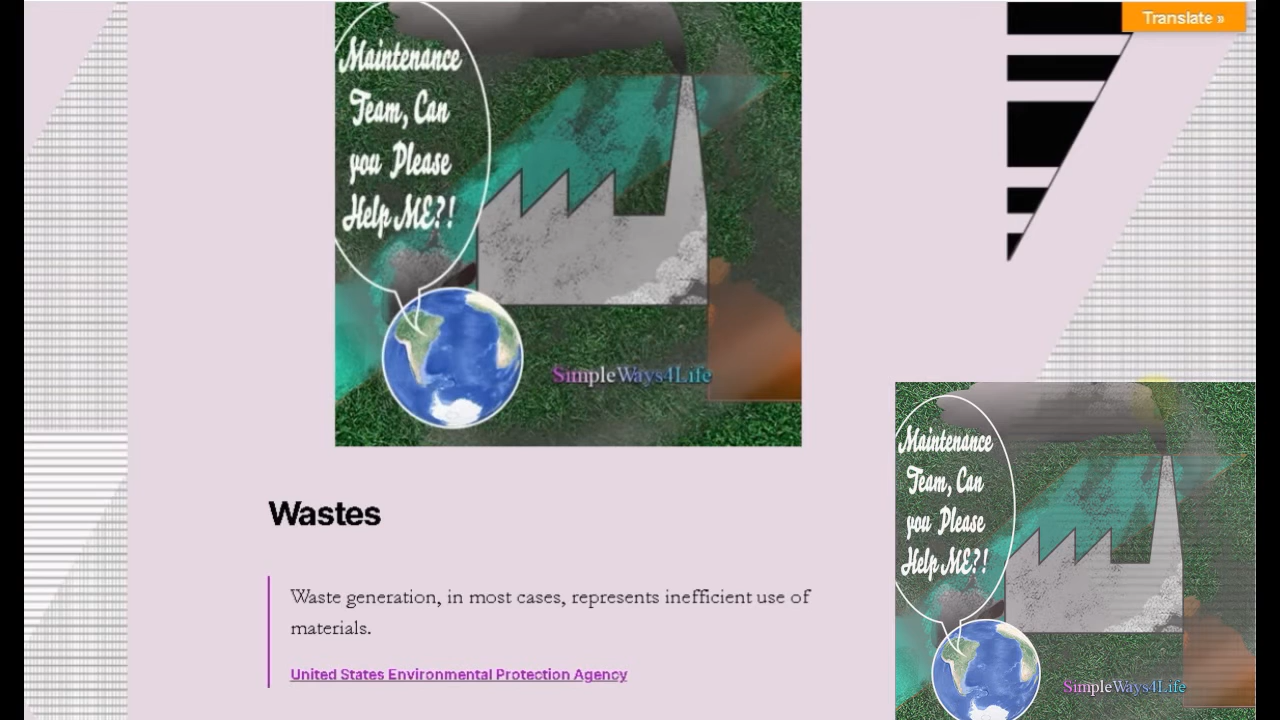 Translate »
Maintenance
Team, Can
you Please
Help ME?!
SimpleWays4Life
Wastes
Waste generation, in most cases, represents inefficient use of
materials.
United States Environmental Protection Agency
Maintenance
Team, Can
you Please
Help ME?!
SimpleWays4Life